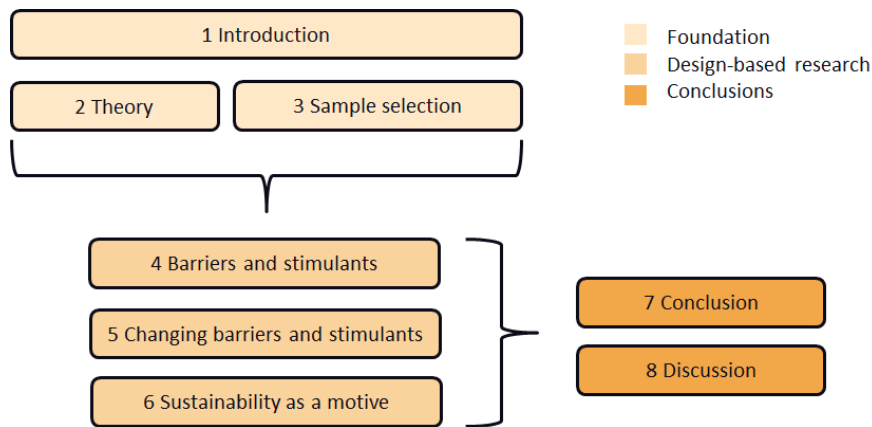 1 Introduction
Foundation
Design-based research
Conclusions
2 Theory
3 Sample selection
4 Barriers and stimulants
5 Changing barriers and stimulants
6 Sustainability as a motive
7 Conclusion
8 Discussion